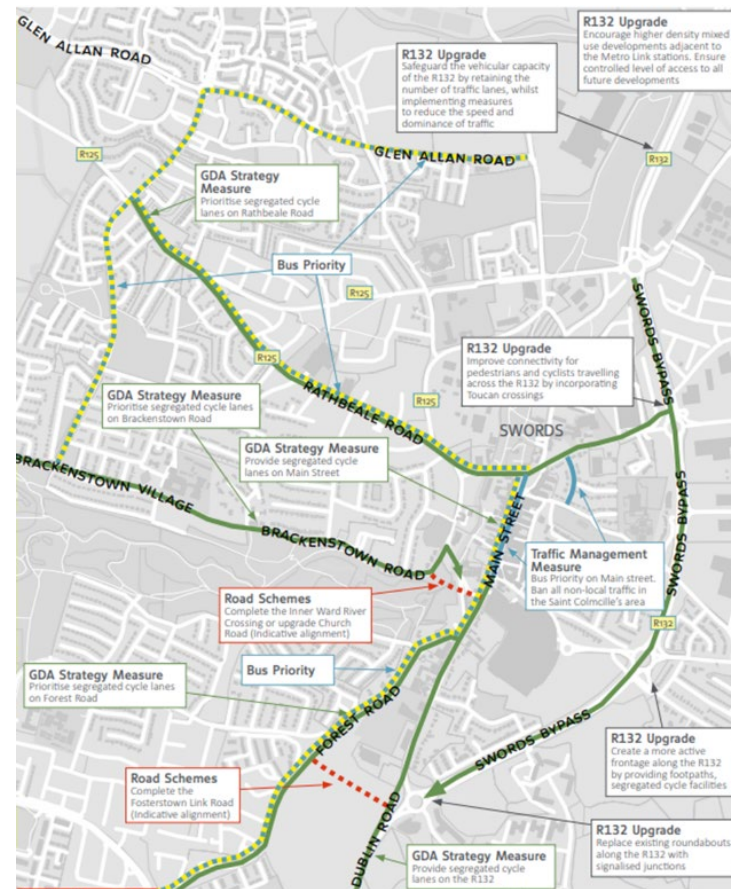 GLEN ALLAN ROAD
R132 Upgrade
Encourage higher density mixed
use developments adjacent to
the Metro Link stations. Ensure
controlled level of access to all
future developments
R132 Upgrade
Safeguard the vehicular capacity
of the R132 by retaining the
number of traffic lanes, whilst
implementing measures
to reduce the speed and
dominance of traffic
R125
GLEN ALLAN ROAD
R132
GDA Strategy
Measure
Prioritise segregated cycle
lanes on Rathbeale Road
Bus Priority
R125
SWORDS BYPASS
R125
R132 Upgrade
Improve connectivity for
pedestrians and cyclists travelling
across the R132 by incorporating
Toucan crossings
GDA Strategy Measure
Prioritise segregated cycle
lanes on Brackenstown Road
RATHBEALE ROAD
R125
SWORDS
GDA Strategy Measure
Provide segregated cycle
lanes on Main Street
BRACKENSTOWN VILLAGE
BRACKENSTOWN ROAD
MAIN STREET
SWORDS BYPASS
Traffic Management
Measure
Bus Priority on Main street.
Ban all non-local traffic in
the Saint Colmcille's area
Road Schemes
Complete the Inner Ward River
Crossing or upgrade Church
Road (Indicative alignment)
R132
GDA Strategy Measure
Prioritise segregated cycle lanes
on Forest Road
Bus Priority
FOREST ROAD
SWORDS BYPASS
R132 Upgrade
Create a more active
frontage along the R132
by providing footpaths,
segregated cycle facilities
Road Schemes
Complete the
Fosterstown Link Road
(Indicative alignment)
DUBLIN ROAD
R132 Upgrade
Replace existing roundabouts
along the R132 with
signalised junctions
GDA Strategy Measure
Provide segregated cycle
lanes on the R132